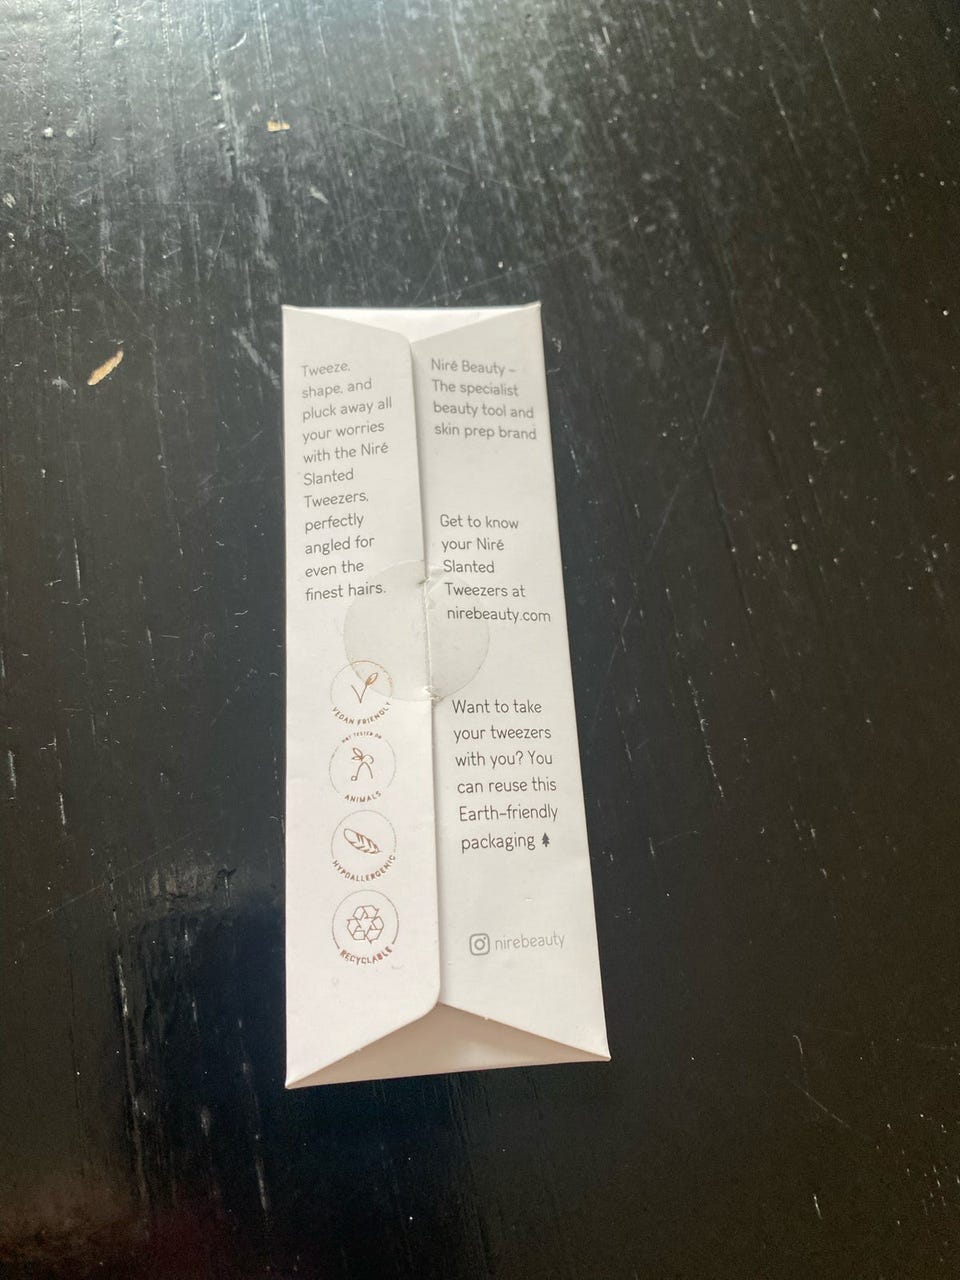 Tweeze,
shape, and
pluck away all
your worries
with the Niré
Slanted
Tweezers,
perfectly
angled for
even the
finest hairs.
VEGAN FRIENDLY
NOT TESTED ON
ANIMALS
HYPOALLERGENIC
RECYCLABLE
Niré Beauty –
The specialist
beauty tool and
skin prep brand
Get to know
your Niré
Slanted
Tweezers at
nirebeauty.com
Want to take
your tweezers
with you? You
can reuse this
Earth-friendly
packaging
nirebeauty